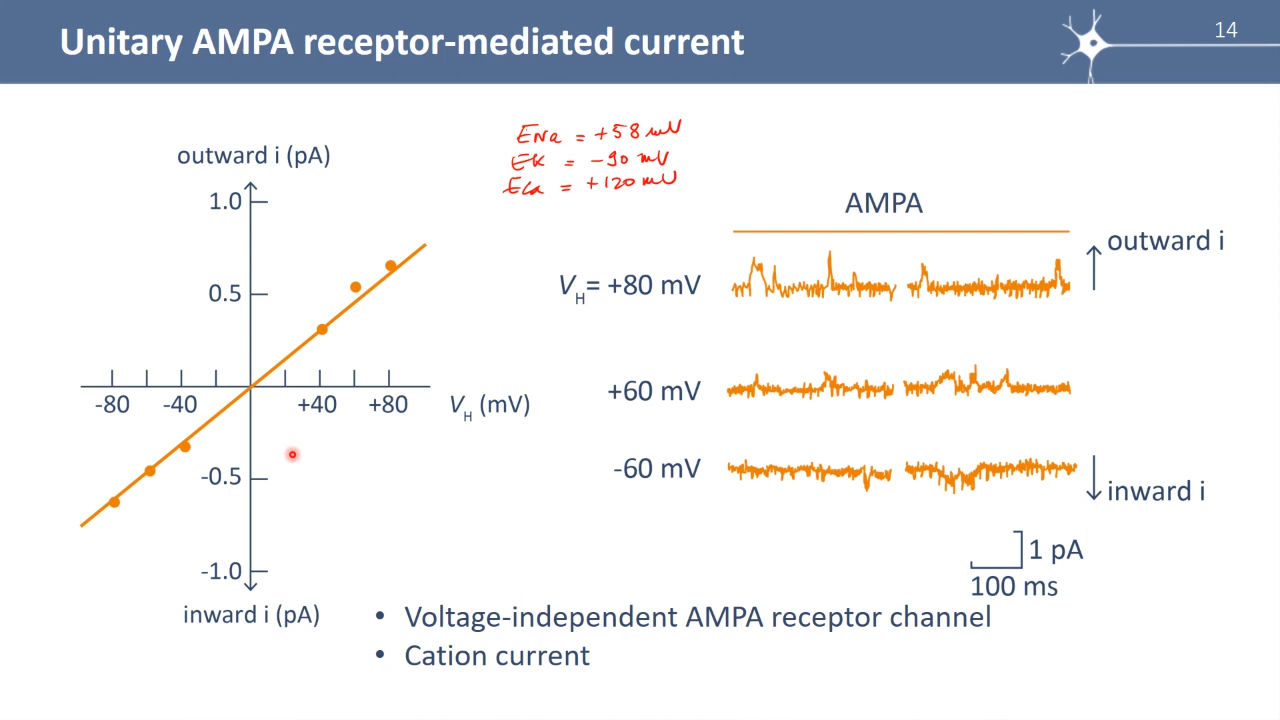 Unitary AMPA receptor-mediated current
14
ENa = +58 mV
EK = -90 mV
ECa = +120 mV
outward i (pA)
1.0
0.5
-80 -40 +40 +80 VH (mV)
-0.5
-1.0
inward i (pA)
AMPA
outward i
VH= +80 mV
+60 mV
-60 mV
inward i
1 pA
100 ms
• Voltage-independent AMPA receptor channel
• Cation current